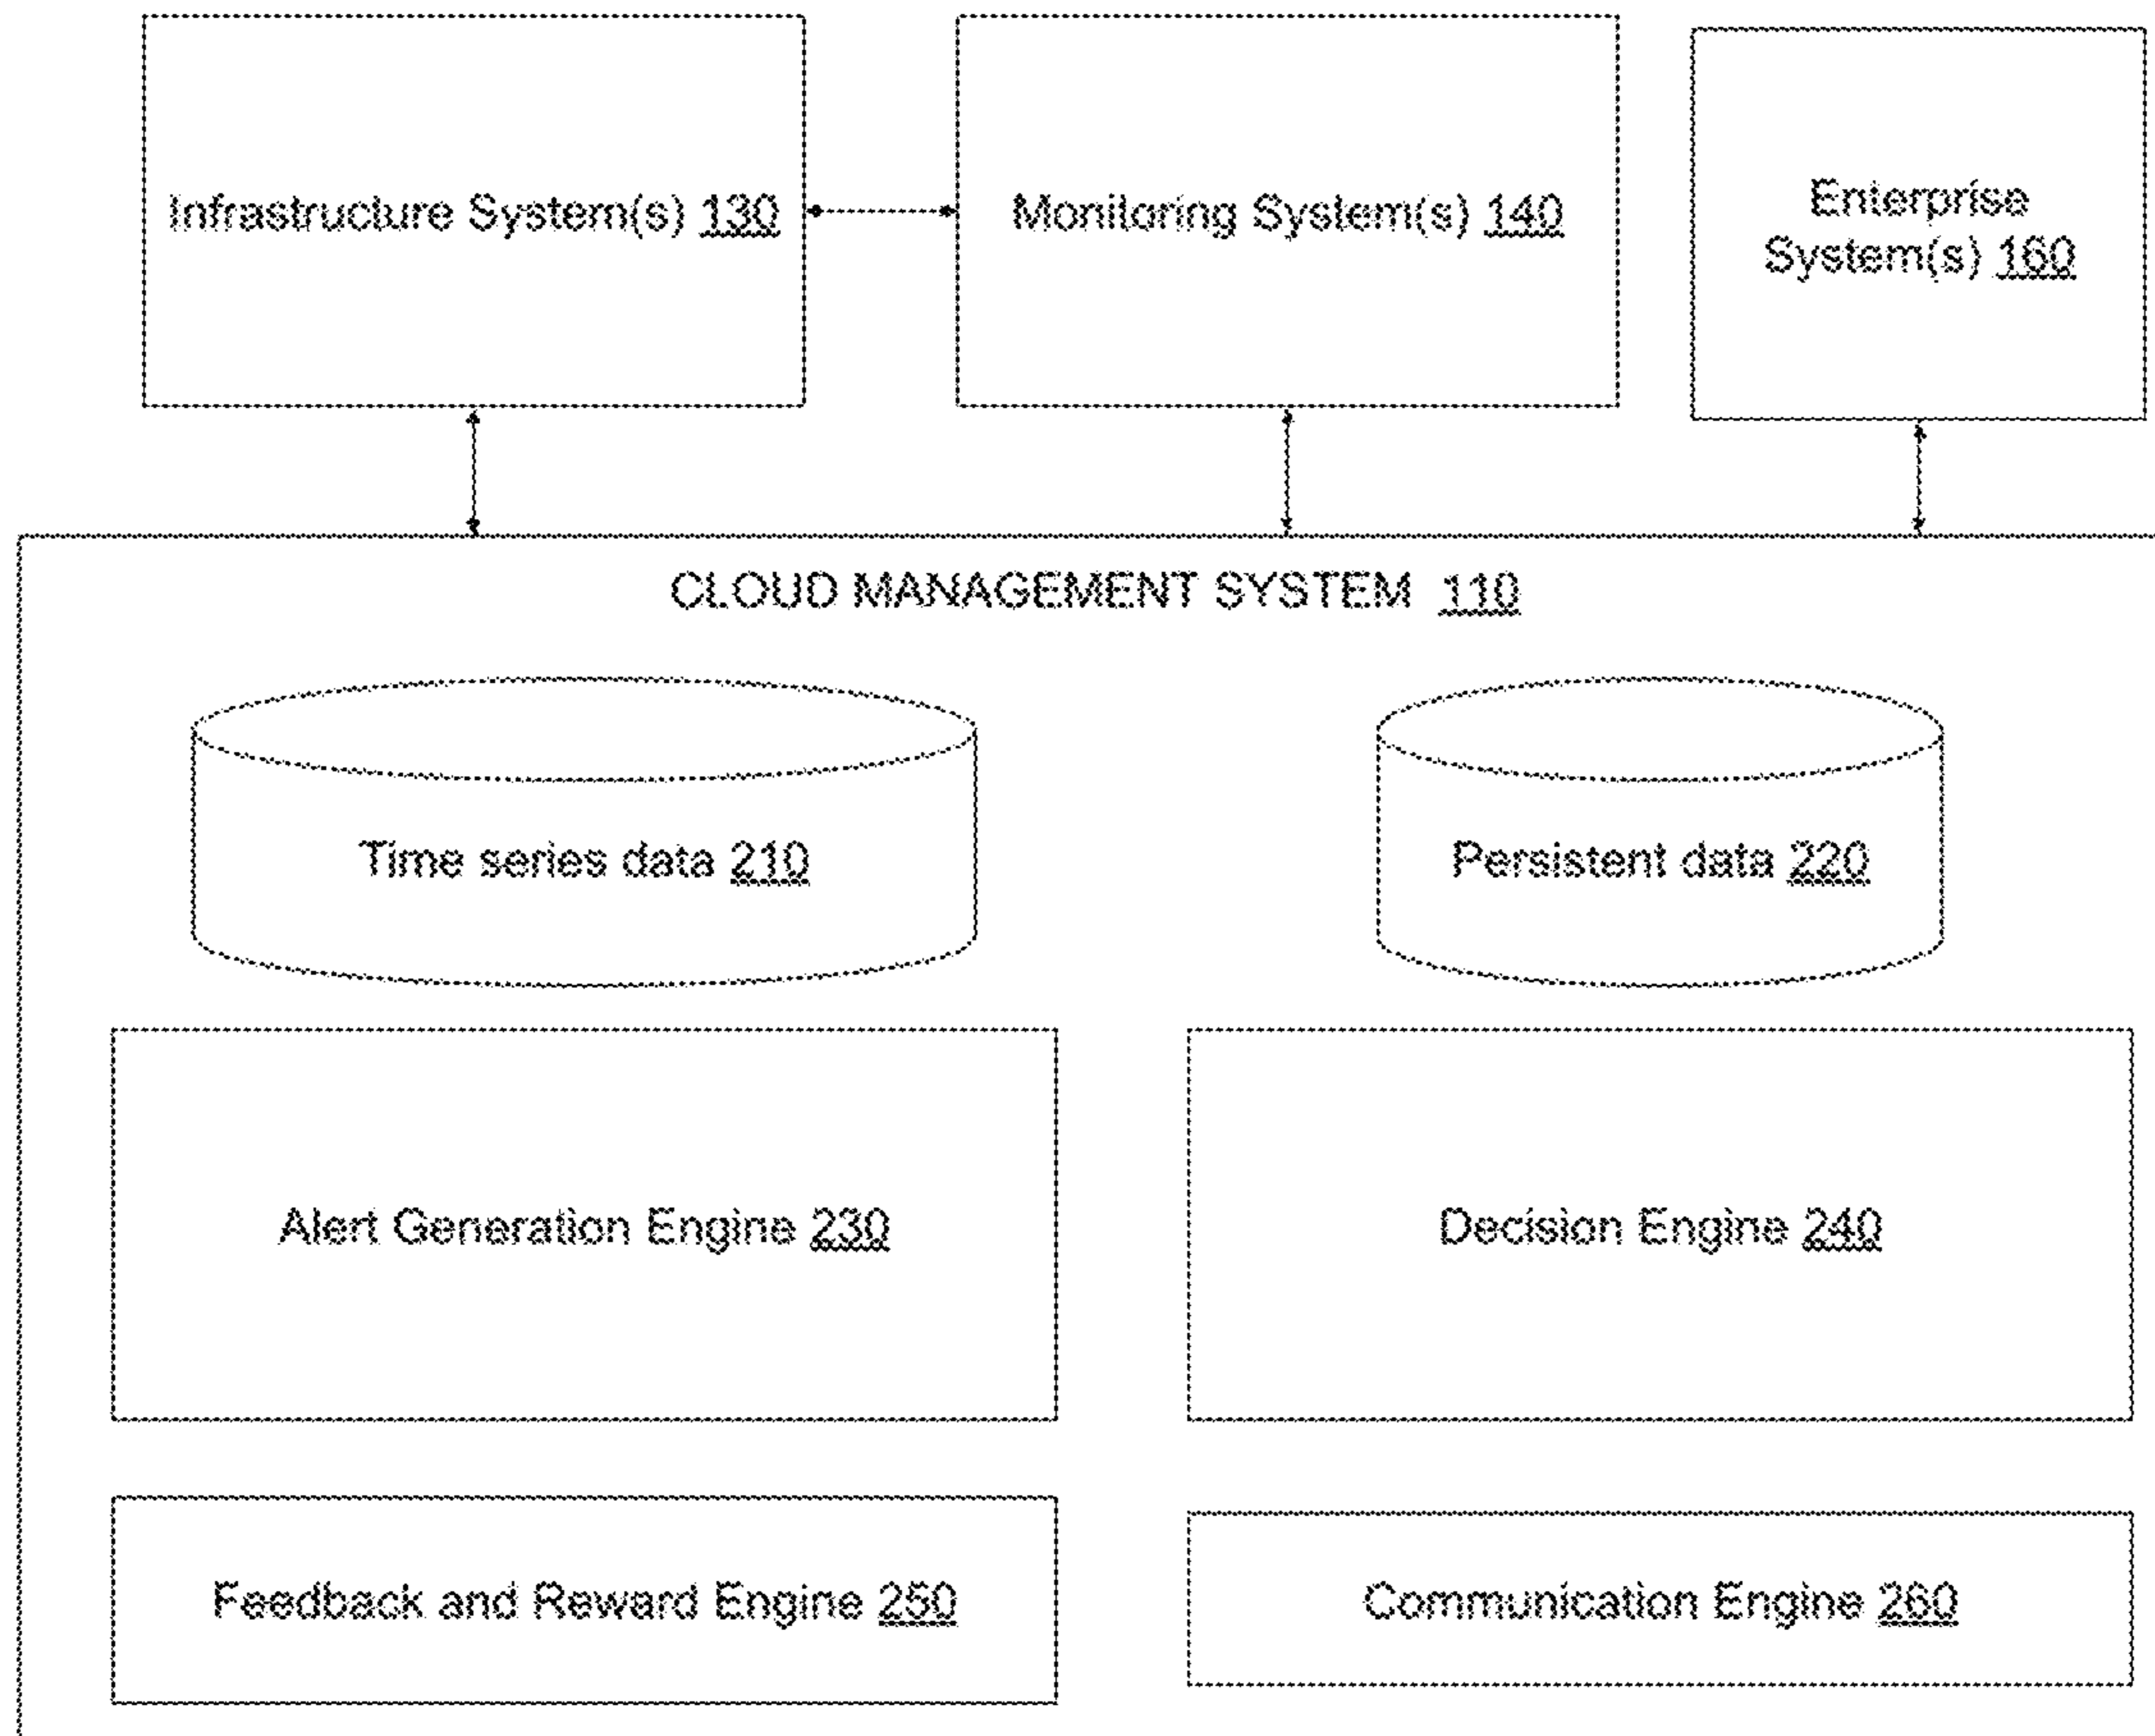 Infrastructure System(s) 130
Monitoring System(s) 140
Enterprise
System(s) 160
CLOUD MANAGEMENT SYSTEM 110
Time series data 210
Persistent data 220
Alert Generation Engine 230
Decision Engine 240
Feedback and Reward Engine 250
Communication Engine 260